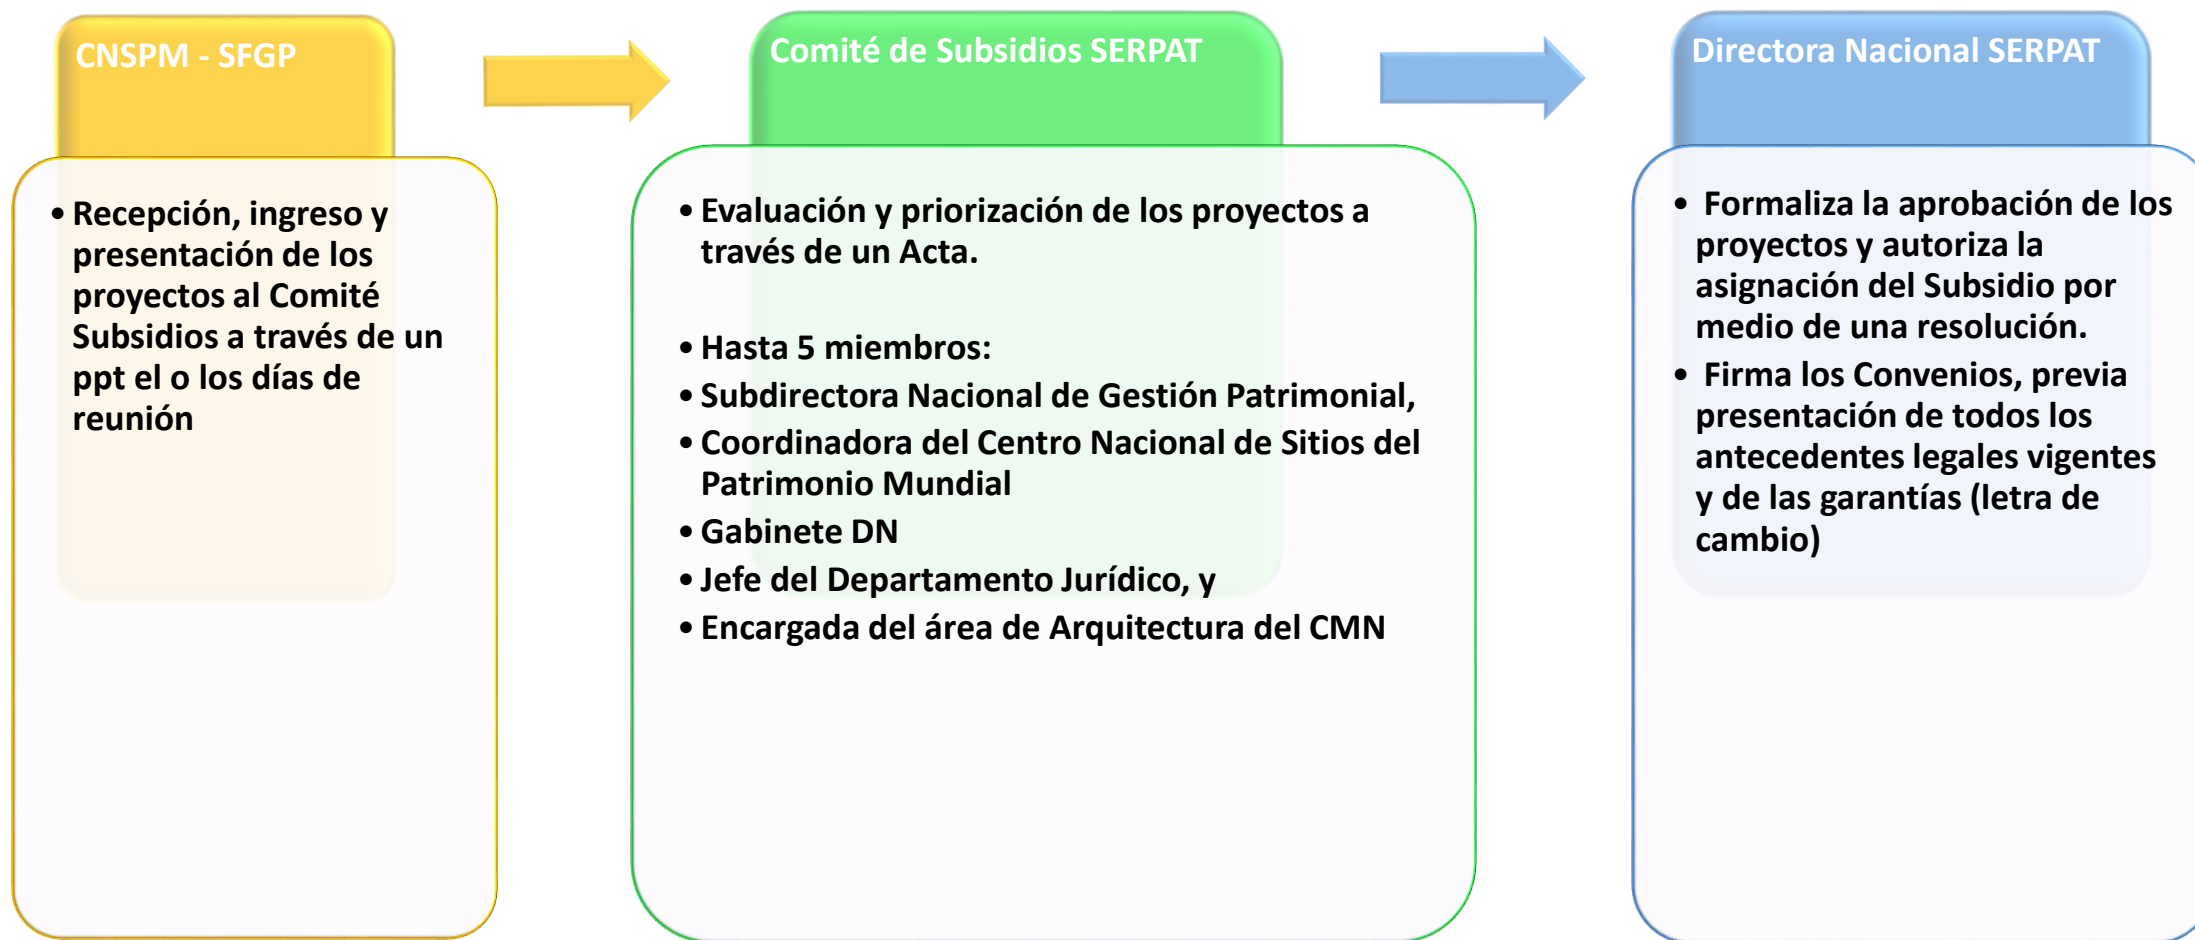 CNSPM - SFGP
• Recepción, ingreso y
presentación de los
proyectos al Comité
Subsidios a través de un
ppt el o los días de
reunión
Comité de Subsidios SERPAT
• Evaluación y priorización de los proyectos a
través de un Acta.
• Hasta 5 miembros:
• Subdirectora Nacional de Gestión Patrimonial,
• Coordinadora del Centro Nacional de Sitios del
Patrimonio Mundial
• Gabinete DN
• Jefe del Departamento Jurídico, y
• Encargada del área de Arquitectura del CMN
Directora Nacional SERPAT
• Formaliza la aprobación de los
proyectos y autoriza la
asignación del Subsidio por
medio de una resolución.
• Firma los Convenios, previa
presentación de todos los
antecedentes legales vigentes
y de las garantías (letra de
cambio)